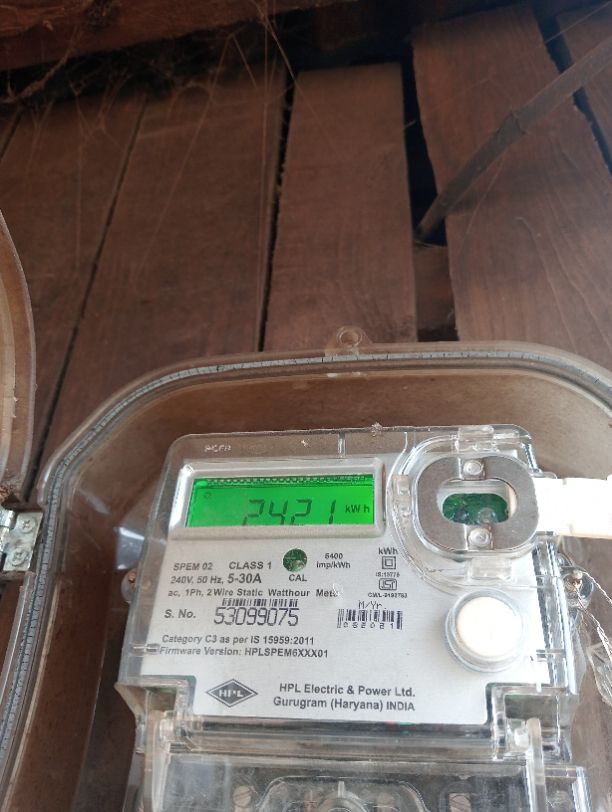 2421 kWh
SPEM 02 CLASS 1 6400 imp/kWh kWh
240V, 50 Hz, 5-30A CAL IS:13779
ac, 1Ph, 2 Wire Static Watthour Meter
S. No. 53099075 M/Yr.
Category C3 as per IS 15959:2011
Firmware Version: HPLSPEM6XXX01
HPL HPL Electric & Power Ltd.
Gurugram (Haryana) INDIA